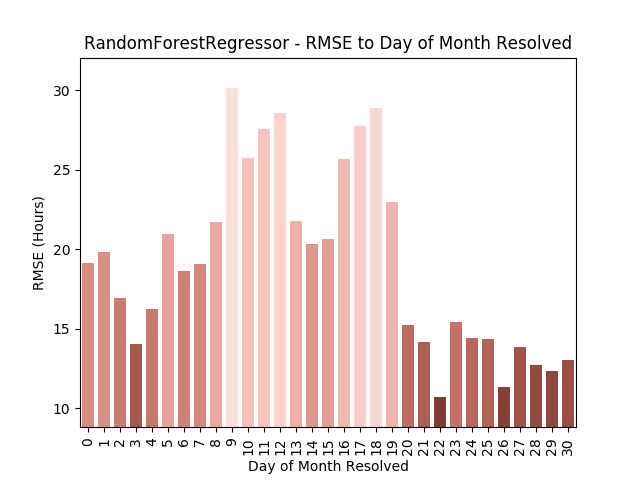 RandomForestRegressor - RMSE to Day of Month Resolved
30
25
20
15
10
RMSE (Hours)
0 1 2 3 4 5 6 7 8 9 10 11 12 13 14 15 16 17 18 19 20 21 22 23 24 25 26 27 28 29 30
Day of Month Resolved